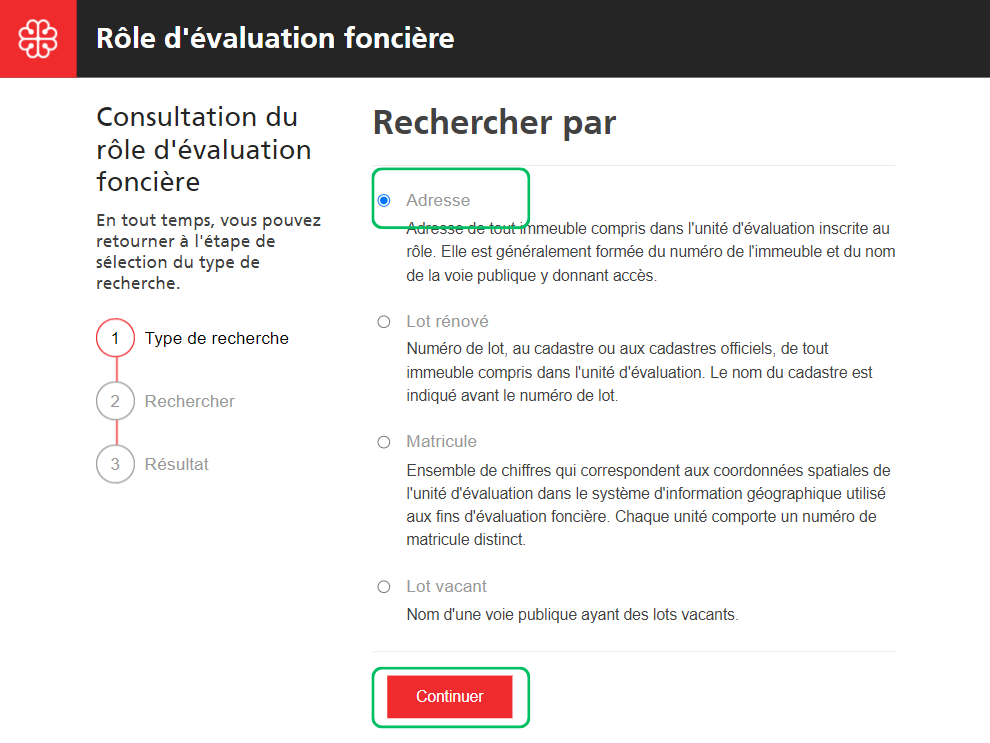 Rôle d'évaluation foncière
Consultation du
rôle d'évaluation
foncière
En tout temps, vous pouvez
retourner à l'étape de
sélection du type de
recherche.
1 Type de recherche
2 Rechercher
3 Résultat
Rechercher par
Adresse
Adresse de tout immeuble compris dans l'unité d'évaluation inscrite au
rôle. Elle est généralement formée du numéro de l'immeuble et du nom
de la voie publique y donnant accès.
Lot rénové
Numéro de lot, au cadastre ou aux cadastres officiels, de tout
immeuble compris dans l'unité d'évaluation. Le nom du cadastre est
indiqué avant le numéro de lot.
Matricule
Ensemble de chiffres qui correspondent aux coordonnées spatiales de
l'unité d'évaluation dans le système d'information géographique utilisé
aux fins d'évaluation foncière. Chaque unité comporte un numéro de
matricule distinct.
Lot vacant
Nom d'une voie publique ayant des lots vacants.
Continuer